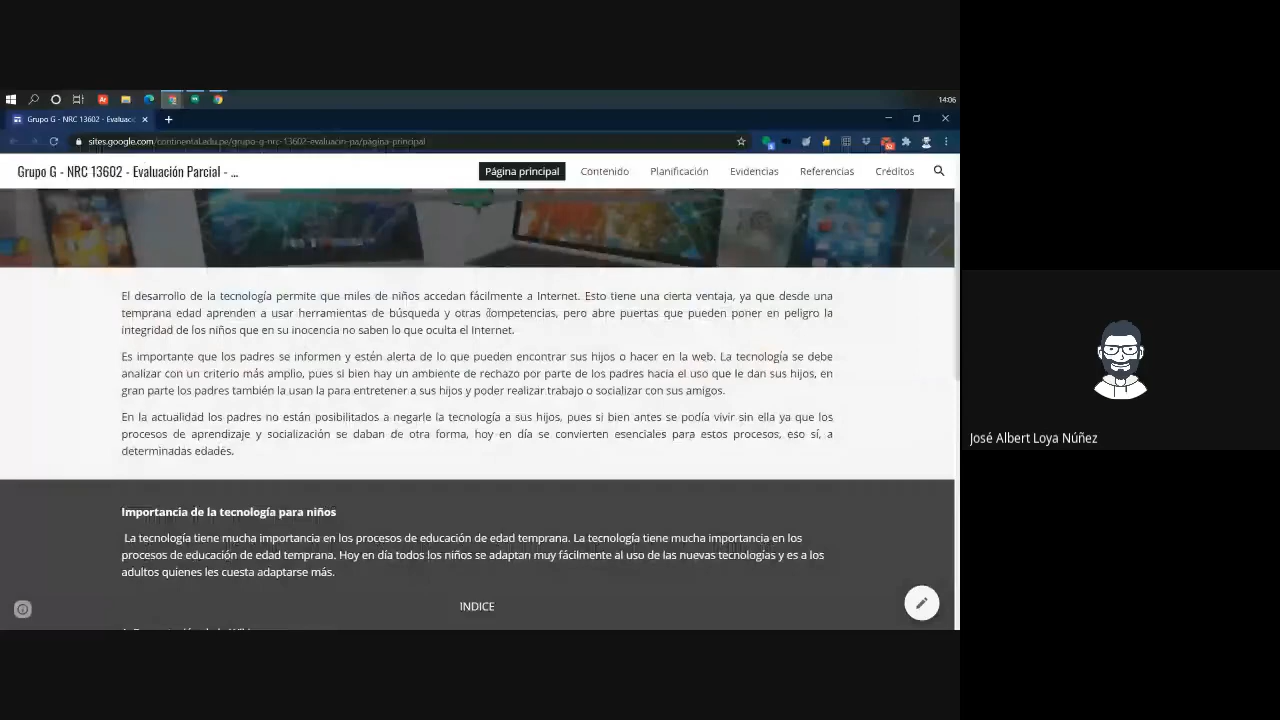 14:06
Grupo G - NRC 13602 - Evaluac
sites.google.com/continental.edu.pe/grupo-g-nrc-13602-evaluacin-pa/página-principal
Grupo G - NRC 13602 - Evaluación Parcial - ...
Página principal
Contenido
Planificación
Evidencias
Referencias
Créditos
El desarrollo de la tecnología permite que miles de niños accedan fácilmente a Internet. Esto tiene una cierta ventaja, ya que desde una
temprana edad aprenden a usar herramientas de búsqueda y otras competencias, pero abre puertas que pueden poner en peligro la
integridad de los niños que en su inocencia no saben lo que oculta el Internet.
Es importante que los padres se informen y estén alerta de lo que pueden encontrar sus hijos o hacer en la web. La tecnología se debe
analizar con un criterio más amplio, pues si bien hay un ambiente de rechazo por parte de los padres hacia el uso que le dan sus hijos, en
gran parte los padres también la usan la para entretener a sus hijos y poder realizar trabajo o socializar con sus amigos.
En la actualidad los padres no están posibilitados a negarle la tecnología a sus hijos, pues si bien antes se podía vivir sin ella ya que los
procesos de aprendizaje y socialización se daban de otra forma, hoy en día se convierten esenciales para estos procesos, eso sí, a
determinadas edades.
Importancia de la tecnología para niños
La tecnología tiene mucha importancia en los procesos de educación de edad temprana. La tecnología tiene mucha importancia en los
procesos de educación de edad temprana. Hoy en día todos los niños se adaptan muy fácilmente al uso de las nuevas tecnologías y es a los
adultos quienes les cuesta adaptarse más.
INDICE
José Albert Loya Núñez